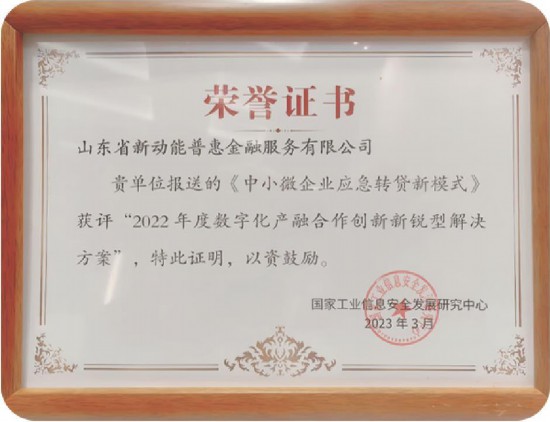 荣誉证书
山东省新动能普惠金融服务有限公司
贵单位报送的《中小微企业应急转贷新模式》
获评“2022年度数字化产融合作创新新锐型解决
方案”，特此证明，以资鼓励。
国家工业信息安全发展研究中心
2023年3月